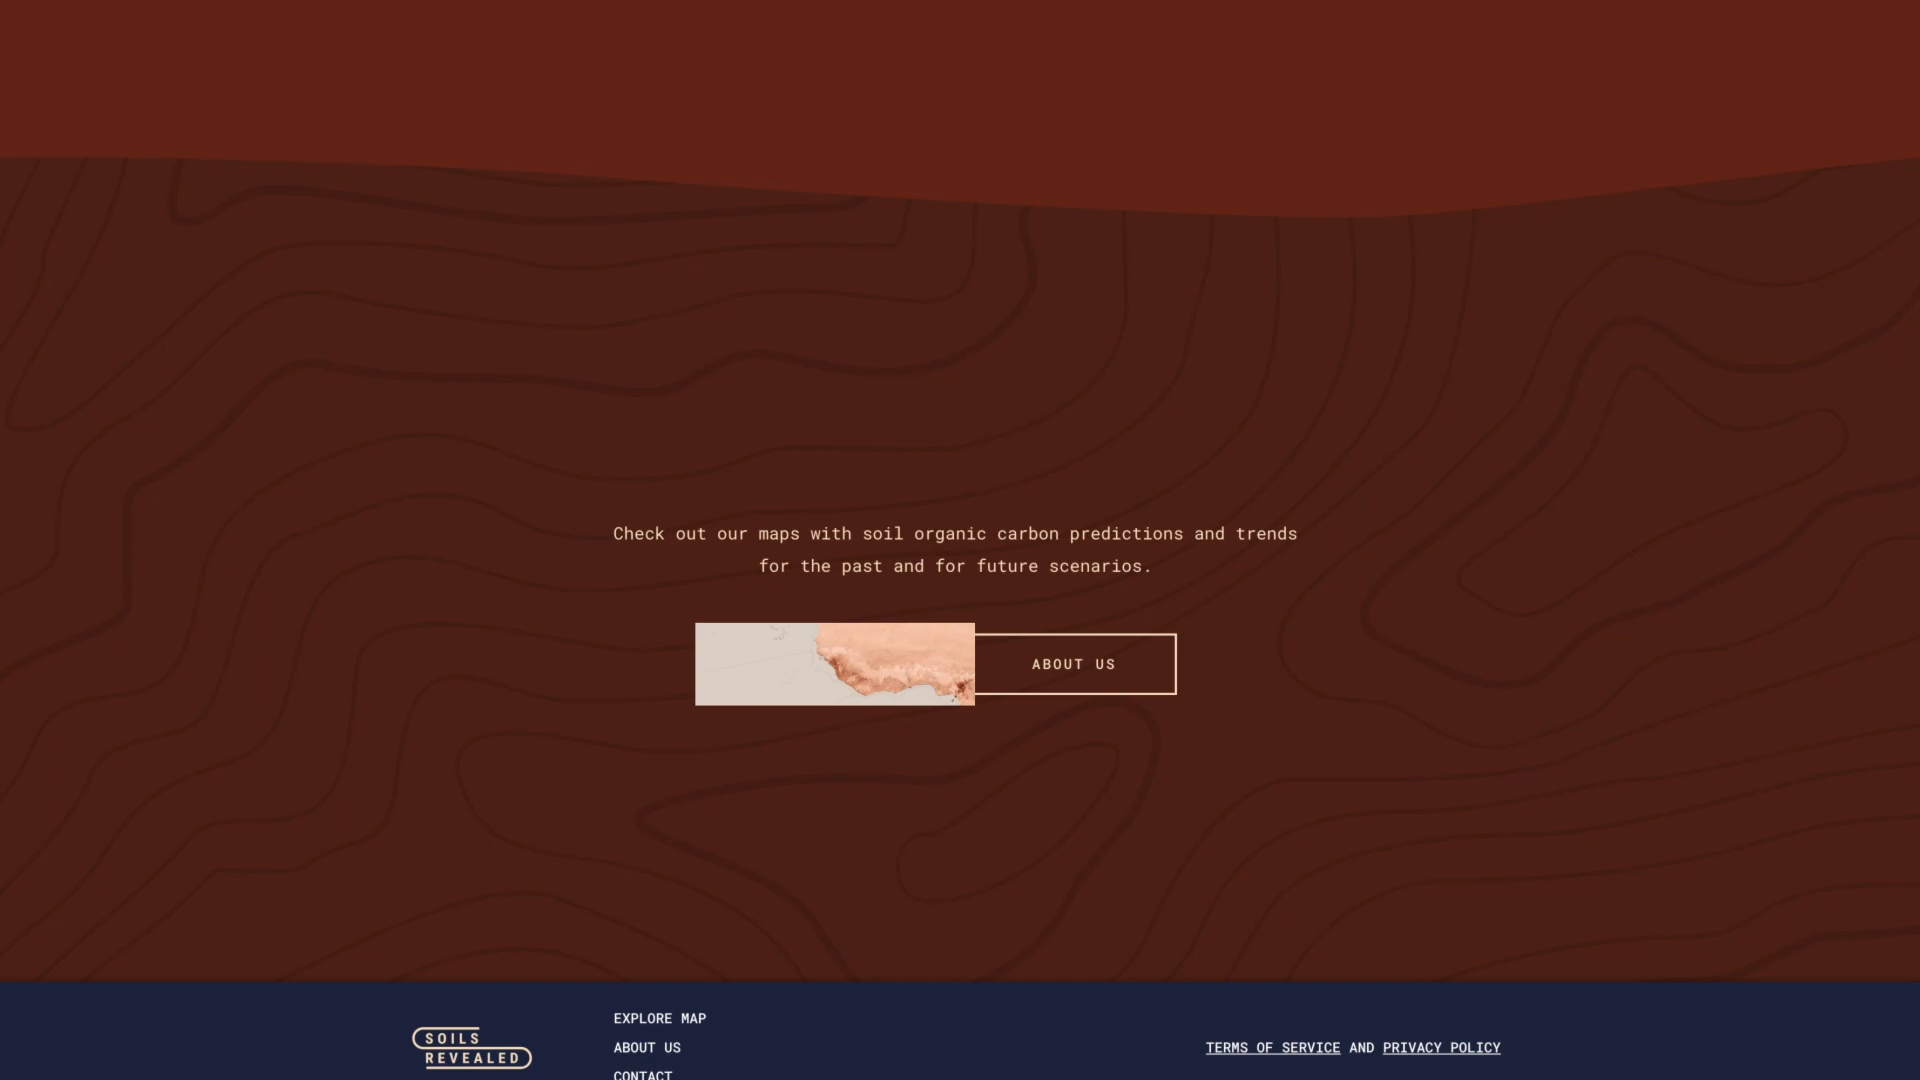 Check out our maps with soil organic carbon predictions and trends
for the past and for future scenarios.
ABOUT US
SOILS
REVEALED
EXPLORE MAP
ABOUT US
CONTACT
TERMS OF SERVICE AND PRIVACY POLICY